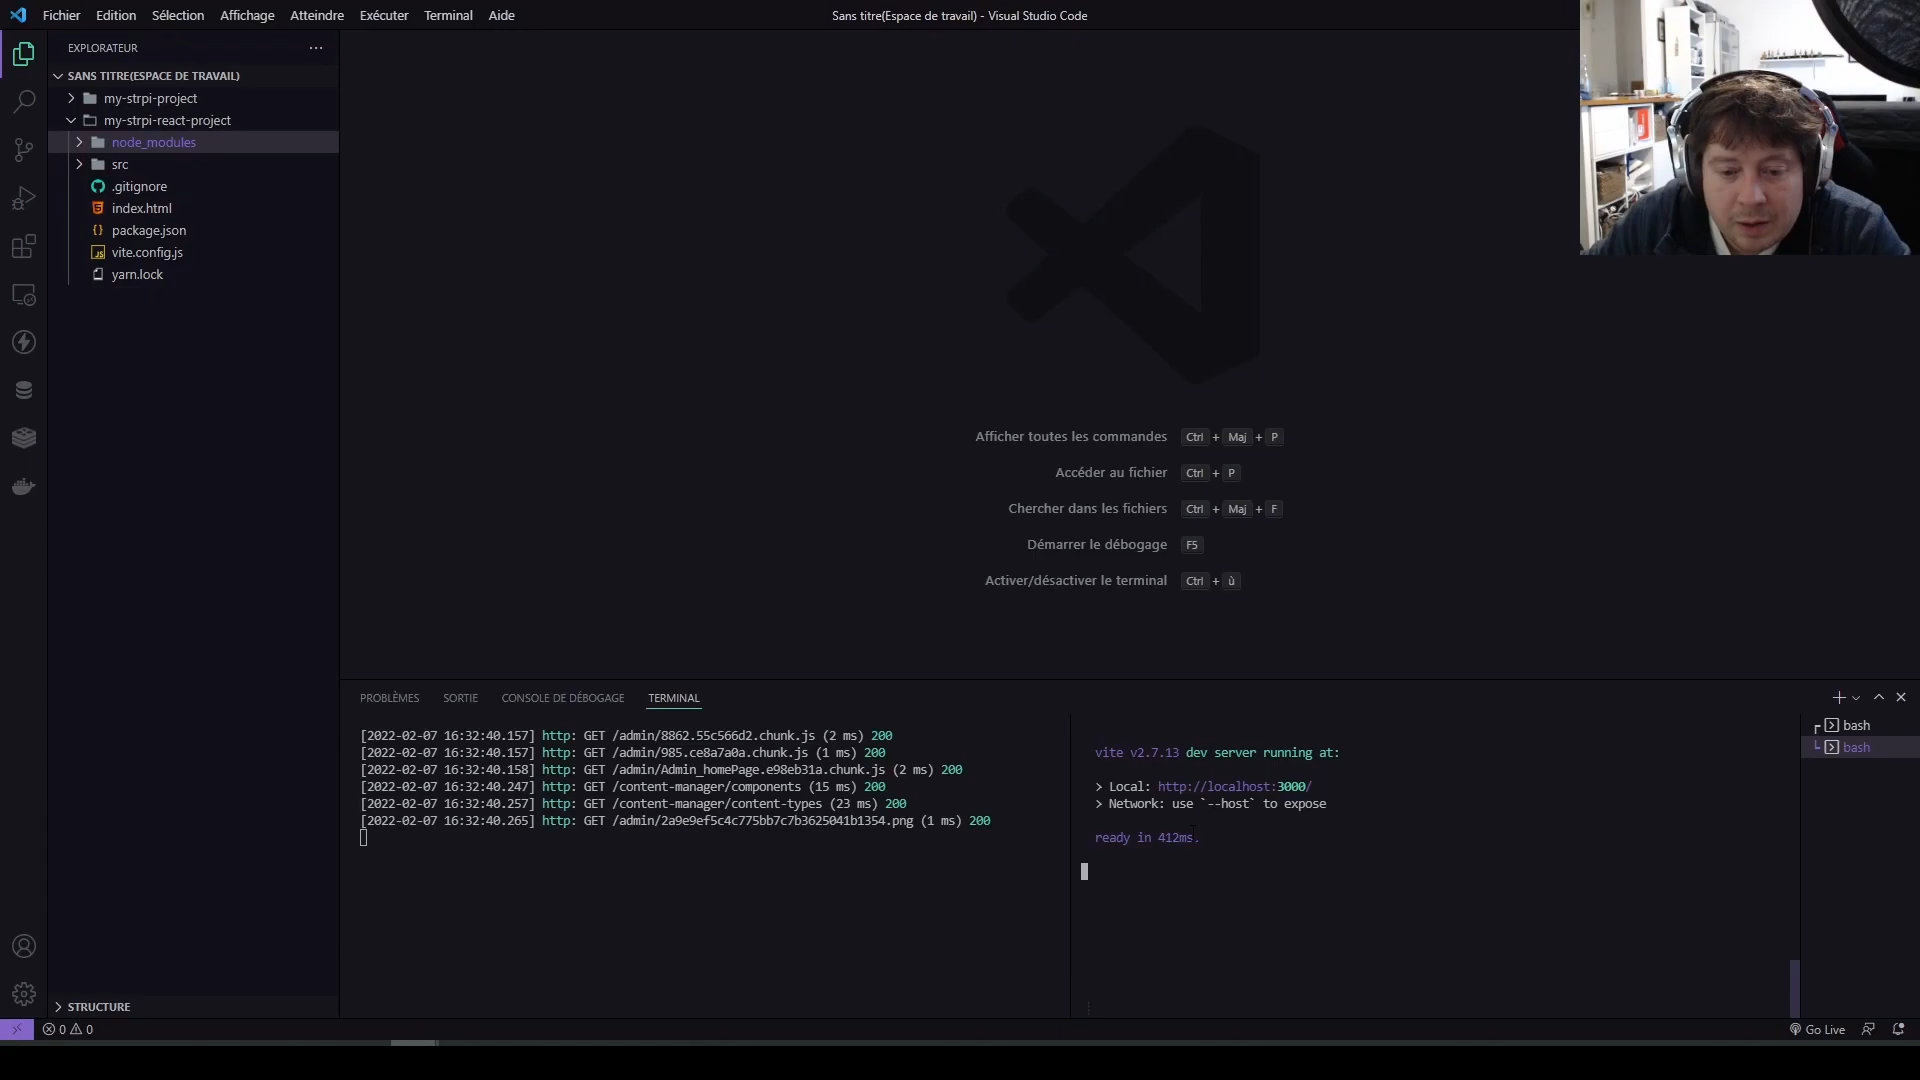 Fichier Edition Sélection Affichage Atteindre Exécuter Terminal Aide
Sans titre(Espace de travail) - Visual Studio Code
EXPLORATEUR
SANS TITRE(ESPACE DE TRAVAIL)
my-strpi-project
my-strpi-react-project
node_modules
src
.gitignore
index.html
package.json
vite.config.js
yarn.lock
Afficher toutes les commandes Ctrl + Maj + P
Accéder au fichier Ctrl + P
Chercher dans les fichiers Ctrl + Maj + F
Démarrer le débogage F5
Activer/désactiver le terminal Ctrl + ù
PROBLÈMES SORTIE CONSOLE DE DÉBOGAGE TERMINAL
[2022-02-07 16:32:40.157] http: GET /admin/8862.55c566d2.chunk.js (2 ms) 200
[2022-02-07 16:32:40.157] http: GET /admin/985.ce8a7a0a.chunk.js (1 ms) 200
[2022-02-07 16:32:40.158] http: GET /admin/Admin_homePage.e98eb31a.chunk.js (2 ms) 200
[2022-02-07 16:32:40.247] http: GET /content-manager/components (15 ms) 200
[2022-02-07 16:32:40.257] http: GET /content-manager/content-types (23 ms) 200
[2022-02-07 16:32:40.265] http: GET /admin/2a9e9ef5c4c775bb7c7b3625041b1354.png (1 ms) 200
vite v2.7.13 dev server running at:
> Local: http://localhost:3000/
> Network: use `--host` to expose
ready in 412ms.
bash
bash
STRUCTURE
0 0
Go Live